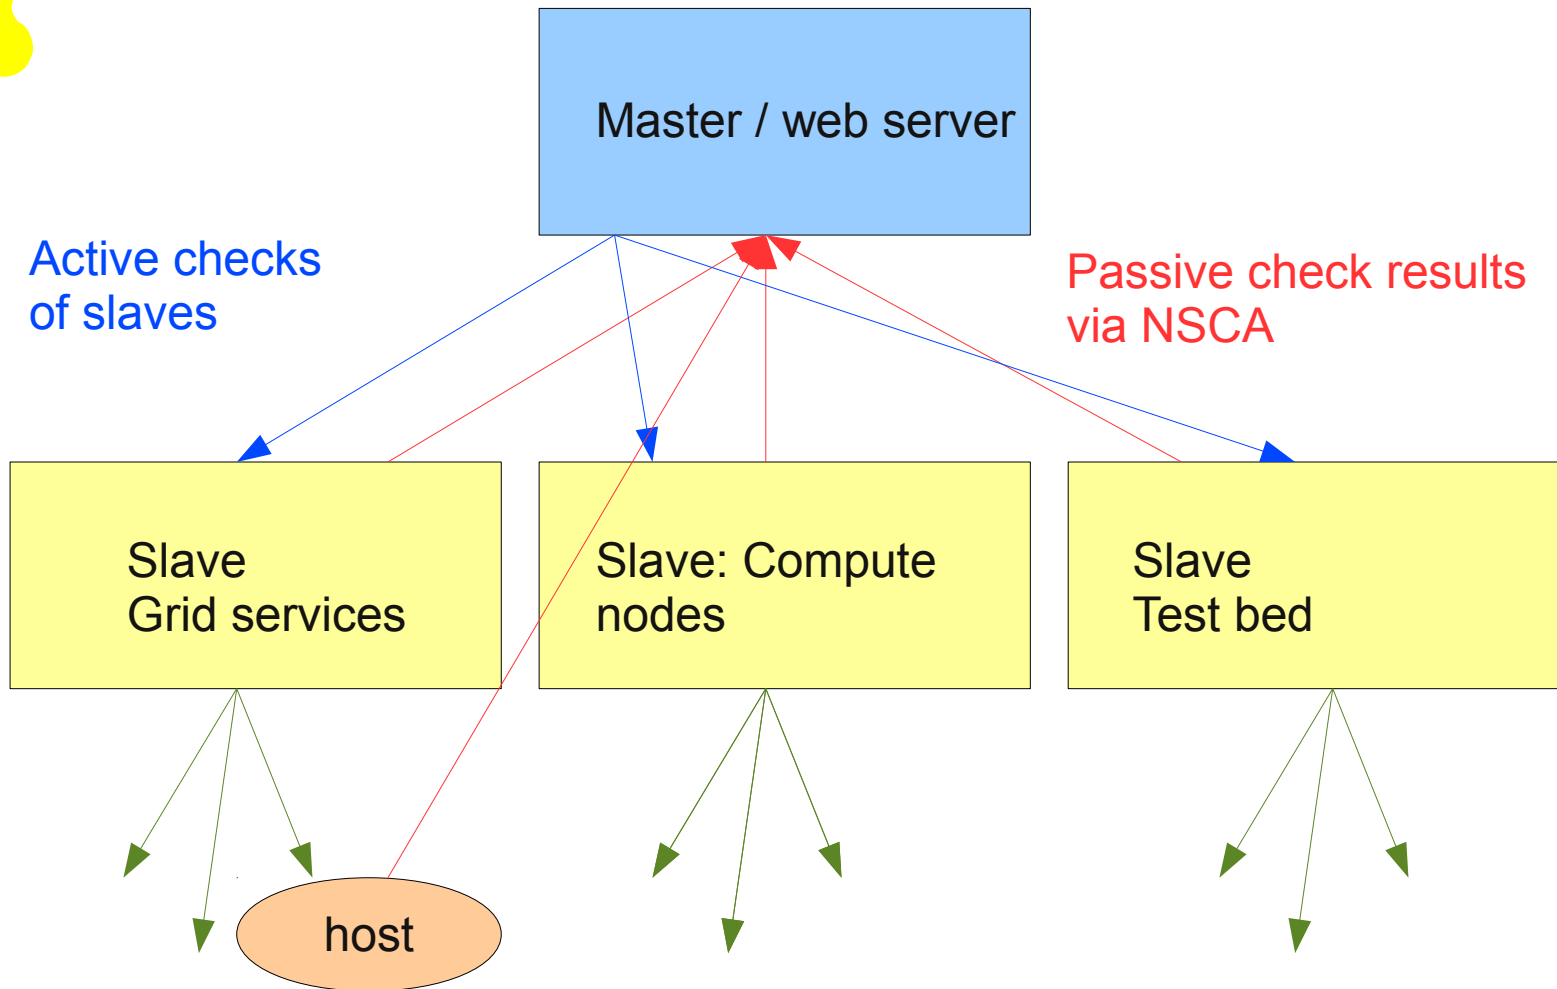 Master / web server
Active checks
of slaves
Passive check results
via NSCA
Slave
Grid services
Slave: Compute
nodes
Slave
Test bed
host